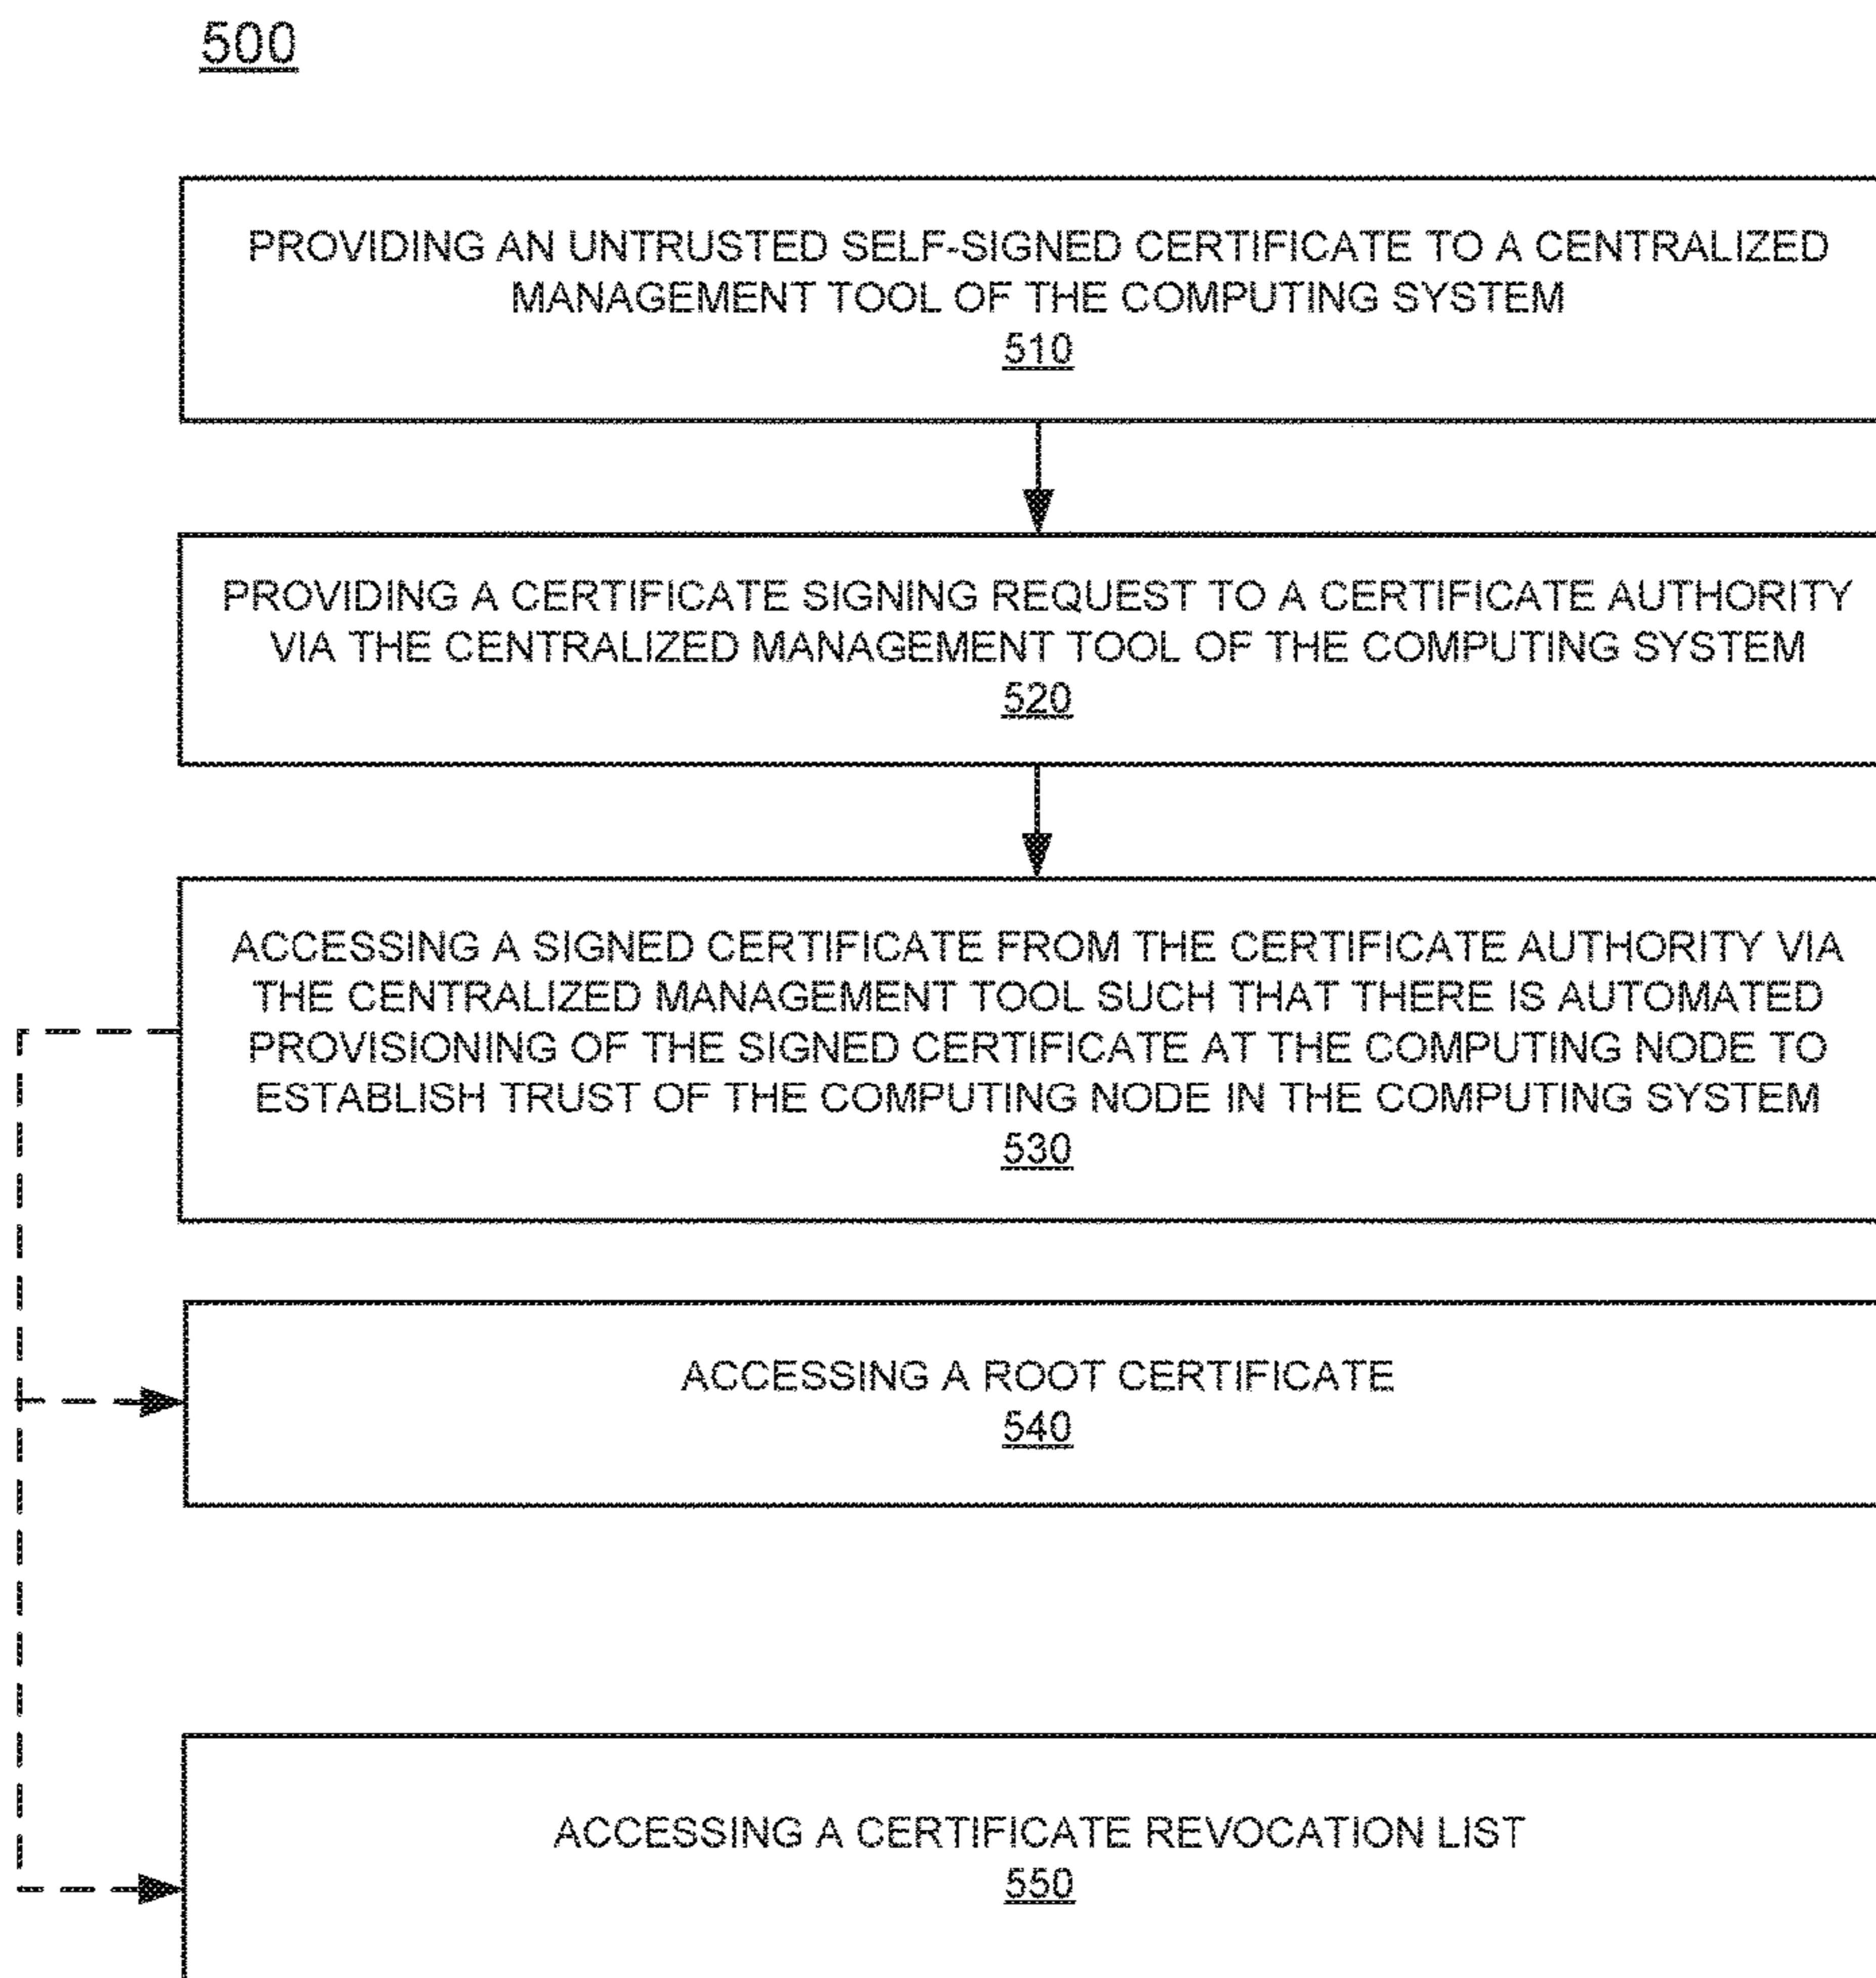 500
PROVIDING AN UNTRUSTED SELF-SIGNED CERTIFICATE TO A CENTRALIZED
MANAGEMENT TOOL OF THE COMPUTING SYSTEM
510
PROVIDING A CERTIFICATE SIGNING REQUEST TO A CERTIFICATE AUTHORITY
VIA THE CENTRALIZED MANAGEMENT TOOL OF THE COMPUTING SYSTEM
520
ACCESSING A SIGNED CERTIFICATE FROM THE CERTIFICATE AUTHORITY VIA
THE CENTRALIZED MANAGEMENT TOOL SUCH THAT THERE IS AUTOMATED
PROVISIONING OF THE SIGNED CERTIFICATE AT THE COMPUTING NODE TO
ESTABLISH TRUST OF THE COMPUTING NODE IN THE COMPUTING SYSTEM
530
ACCESSING A ROOT CERTIFICATE
540
ACCESSING A CERTIFICATE REVOCATION LIST
550